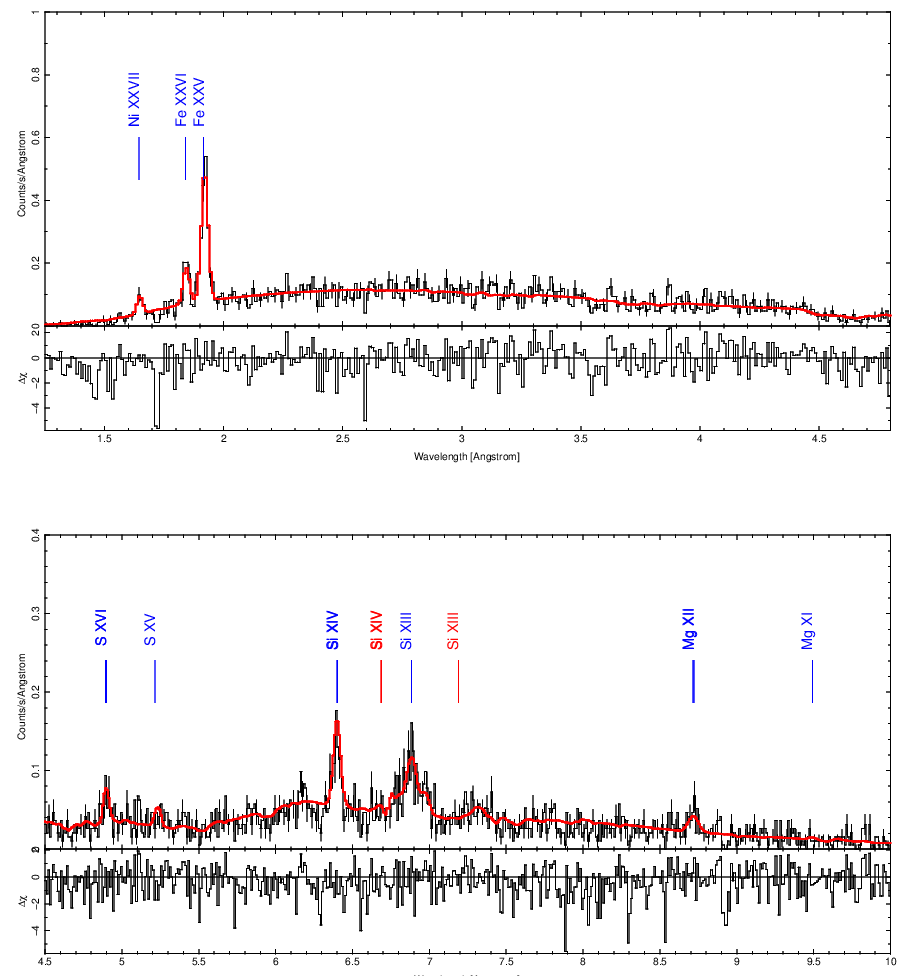 1
0.8
0.6
0.4
0.2
Counts/s/Angstrom
Ni XXVII
Fe XXVI
Fe XXV
2
0
0
−2
−4
Δχ
1.5 2 2.5 3 3.5 4 4.5
Wavelength [Angstrom]
0.4
0.3
0.2
0.1
Counts/s/Angstrom
S XVI
S XV
Si XIV
Si XIV
Si XIII
Si XIII
Mg XII
Mg XI
0
−2
−4
Δχ
4.5 5 5.5 6 6.5 7 7.5 8 8.5 9 9.5 10